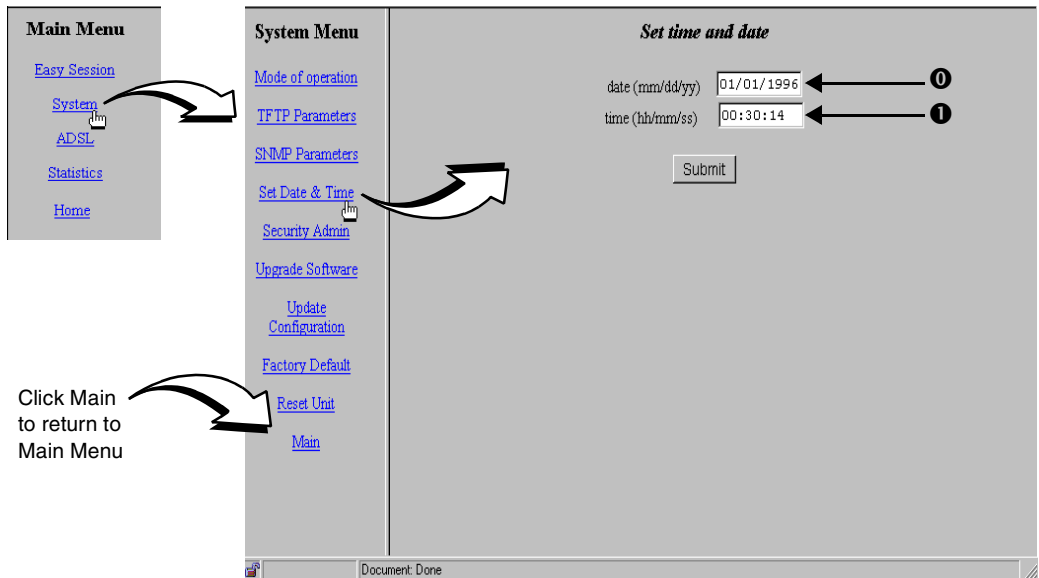 Main Menu
Easy Session
System
ADSL
Statistics
Home
Click Main
to return to
Main Menu
System Menu
Mode of operation
TFTP Parameters
SNMP Parameters
Set Date & Time
Security Admin
Upgrade Software
Update
Configuration
Factory Default
Reset Unit
Main
Set time and date
date (mm/dd/yy) 01/01/1996 0
time (hh/mm/ss) 00:30:14 1
Submit
Document: Done